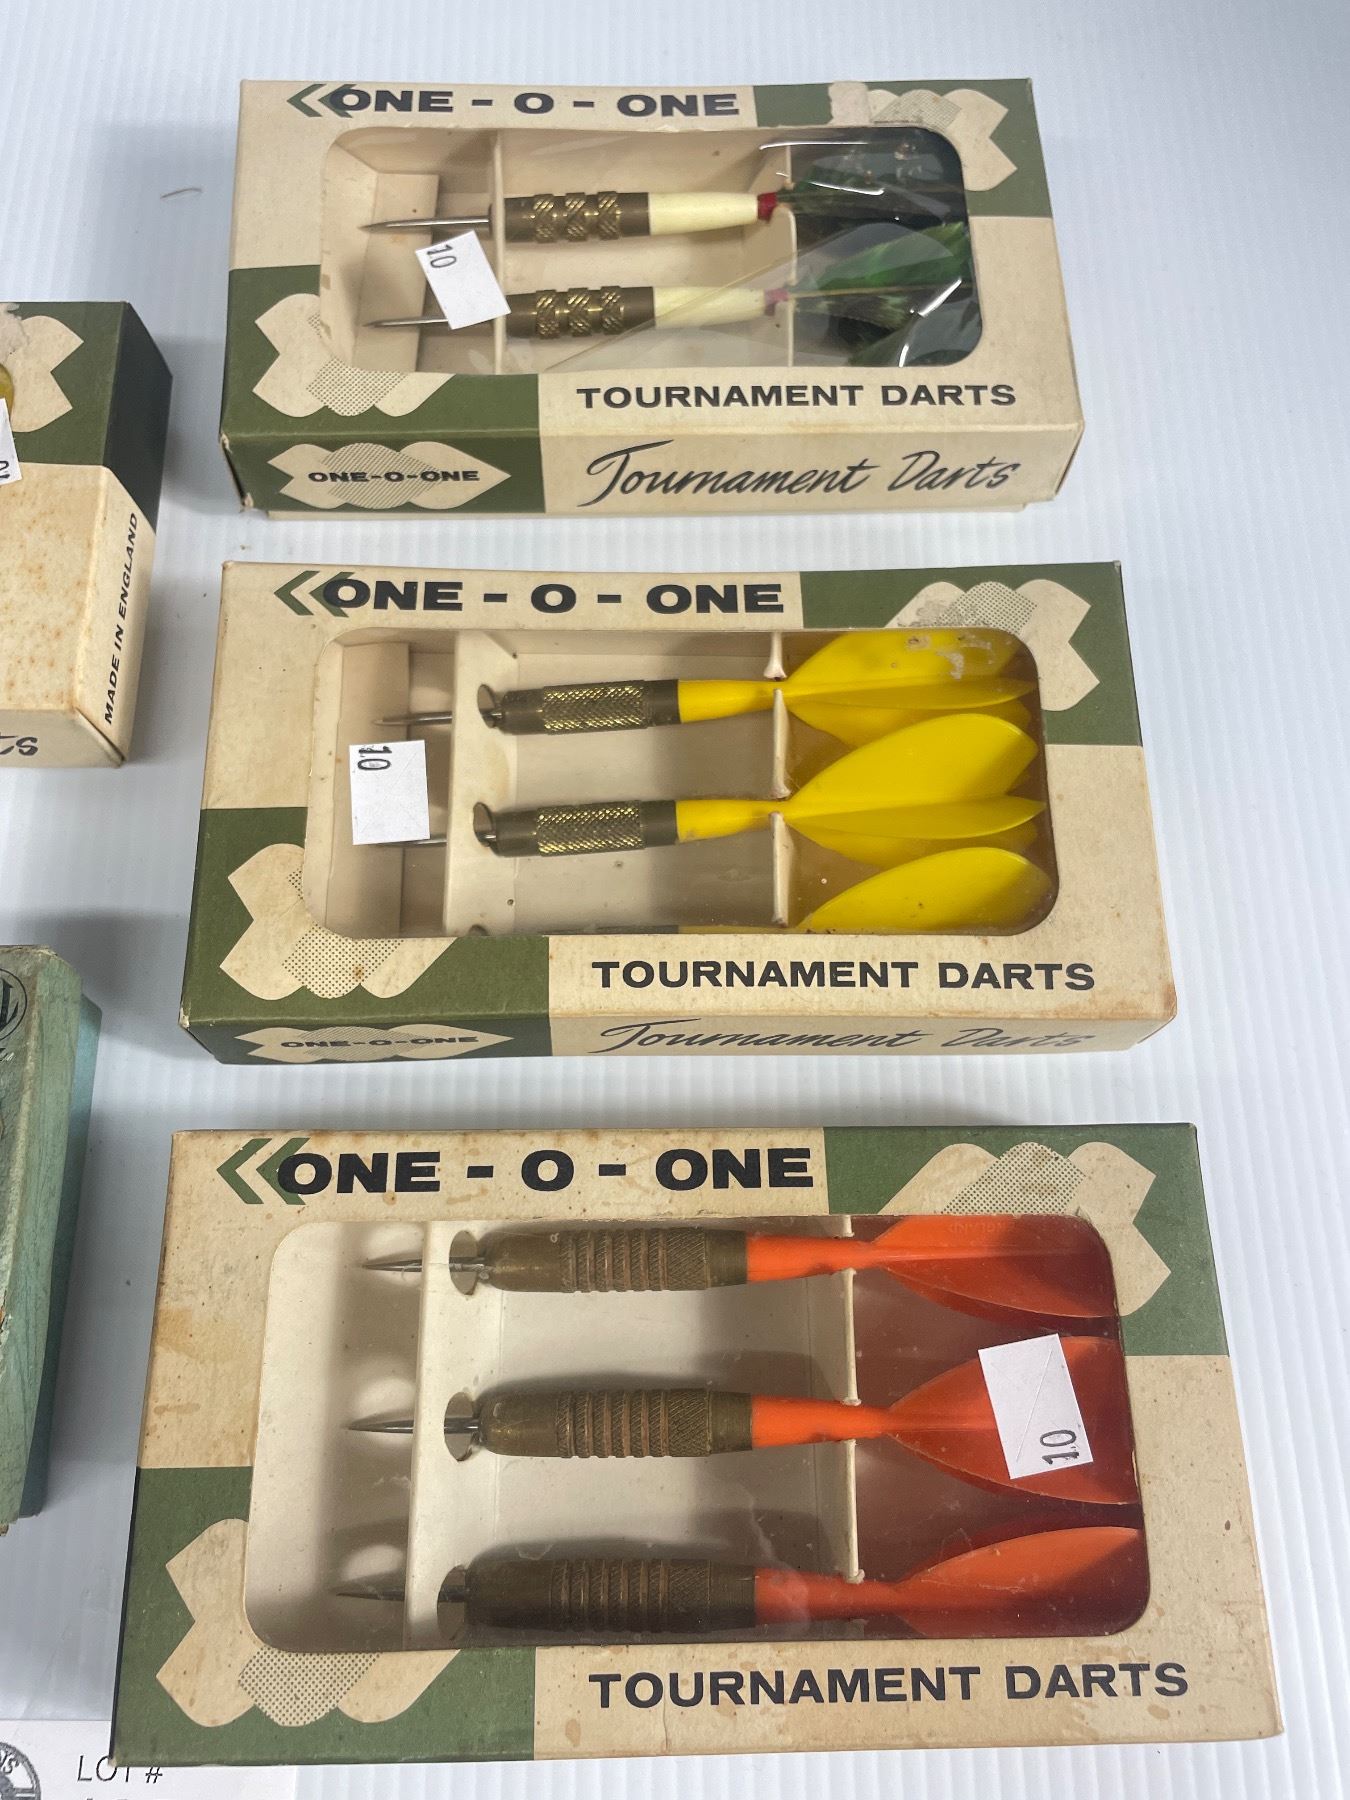 ONE - O - ONE
10
TOURNAMENT DARTS
ONE-O-ONE
Tournament Darts
MADE IN ENGLAND
ONE - O - ONE
10
TOURNAMENT DARTS
ONE-O-ONE
Tournament Darts
ONE - O - ONE
10
TOURNAMENT DARTS
LOT #